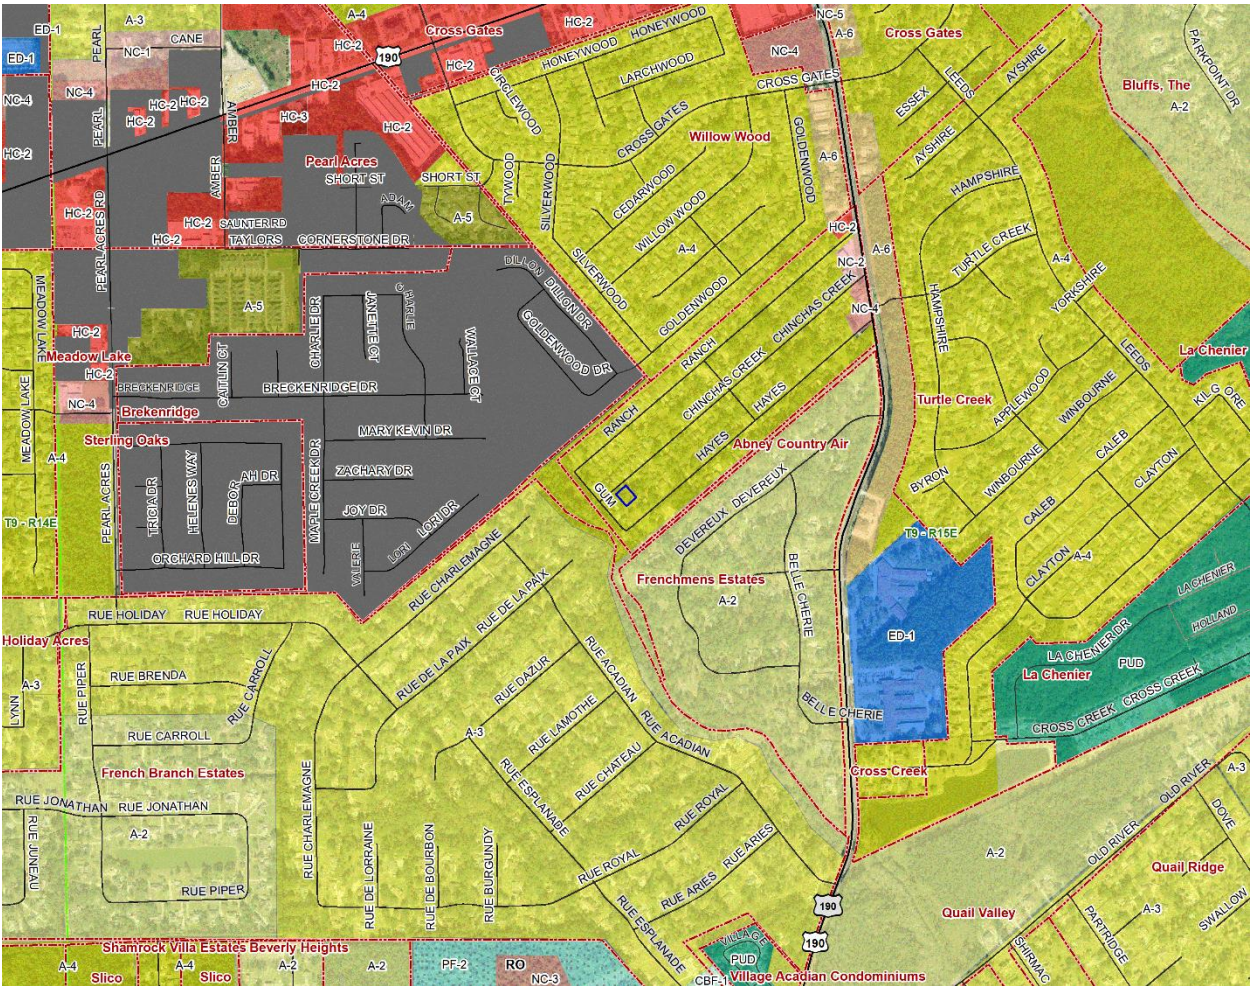 ED-1
PEARL
A-3
CANE
NC-1
ED-1
NC-4
NC-4
HC-2
HC-2
HC-2
HC-2
PEARL
AMBER
A-4
HC-2
190
HC-2
HC-3
HC-2
Cross Gates
HC-2
HC-2
HONEYWOOD
HONEYWOOD
LARCHWOOD
CIRCLEWOOD
NC-4
NC-5
A-6
Cross Gates
CROSS GATES
LEEDS
ESSEX
AYSHIRE
AYSHIRE
Bluffs, The
A-2
PARKPOINT DR
CROSS GATES
Willow Wood
GOLDENWOOD
A-6
TYWOOD
SILVERWOOD
CEDARWOOD
WILLOW WOOD
A-4
Pearl Acres
SHORT ST
SHORT ST
ADAM
A-5
AMBER
PEARL ACRES RD
HC-2
HC-2
HC-2
SAUNTER RD
TAYLORS
CORNERSTONE DR
HAMPSHIRE
TURTLE CREEK
A-4
YORKSHIRE
HC-2
NC-2
NC-4
A-6
HAMPSHIRE
SILVERWOOD
GOLDENWOOD
DILLON
DILLON DR
GOLDENWOOD DR
MEADOW LAKE
A-5
HC-2
Meadow Lake
HC-2
CHARLIE DR
JANETTE CT
CHARLIE
WALLACE CT
CAITLIN CT
BRECKENRIDGE
BRECKENRIDGE DR
NC-4
Brekenridge
Sterling Oaks
MEADOW LAKE
A-4
RANCH
CHINCHAS CREEK
RANCH
CHINCHAS CREEK
HAYES
HAYES
GUM
Abney Country Air
LEEDS
La Chenier
KILGORE
Turtle Creek
APPLEWOOD
WINBOURNE
WINBOURNE
BYRON
CALEB
CALEB
CLAYTON
CLAYTON
A-4
MARY KEVIN DR
ZACHARY DR
JOY DR
LORI DR
LORI
VALERIE
MAPLE CREEK DR
PEARL ACRES
TRICIA DR
HELENES WAY
DEBOR
AH DR
ORCHARD HILL DR
T9 - R14E
T9 - R15E
DEVEREUX
DEVEREUX
Frenchmens Estates
A-2
BELLE CHERIE
BELLE CHERIE
ED-1
LA CHENIER
HOLLAND
LA CHENIER DR
PUD
La Chenier
CROSS CREEK
CROSS CREEK
Cross Creek
RUE CHARLEMAGNE
RUE DE LA PAIX
RUE DE LA PAIX
RUE HOLIDAY
RUE HOLIDAY
Holiday Acres
A-3
LYNN
RUE PIPER
RUE BRENDA
RUE CARROLL
RUE CARROLL
French Branch Estates
RUE JONATHAN
RUE JONATHAN
A-2
RUE JUNEAU
RUE PIPER
RUE DAZUR
RUE ACADIAN
RUE ACADIAN
RUE LAMOTHE
RUE CHATEAU
A-3
RUE ESPLANADE
RUE ESPLANADE
RUE CHARLEMAGNE
RUE DE LORRAINE
RUE DE BOURBON
RUE BURGUNDY
RUE ROYAL
RUE ROYAL
RUE ARIES
RUE ARIES
190
190
A-2
OLD RIVER
OLD RIVER
A-3
DOVE
Quail Ridge
A-3
SWALLOW
PARTRIDGE
SHIRMAC
Quail Valley
Shamrock Villa Estates
Beverly Heights
A-4
Slico
A-4
Slico
A-2
A-2
PF-2
RO
NC-3
VILLAGE
PUD
CBF-1
Village Acadian Condominiums